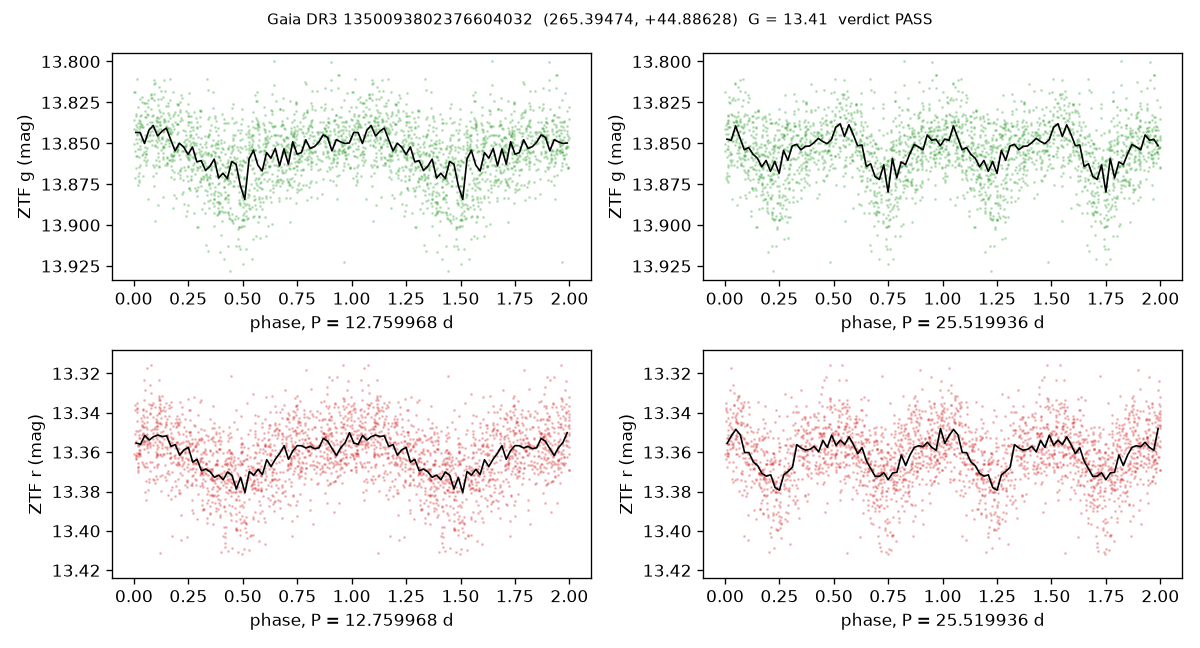 Gaia DR3 1350093802376604032 (265.39474, +44.88628) G = 13.41 verdict PASS
ZTF g (mag)
13.800
13.825
13.850
13.875
13.900
13.925
0.00 0.25 0.50 0.75 1.00 1.25 1.50 1.75 2.00
phase, P = 12.759968 d
ZTF g (mag)
13.800
13.825
13.850
13.875
13.900
13.925
0.00 0.25 0.50 0.75 1.00 1.25 1.50 1.75 2.00
phase, P = 25.519936 d
ZTF r (mag)
13.32
13.34
13.36
13.38
13.40
13.42
0.00 0.25 0.50 0.75 1.00 1.25 1.50 1.75 2.00
phase, P = 12.759968 d
ZTF r (mag)
13.32
13.34
13.36
13.38
13.40
13.42
0.00 0.25 0.50 0.75 1.00 1.25 1.50 1.75 2.00
phase, P = 25.519936 d